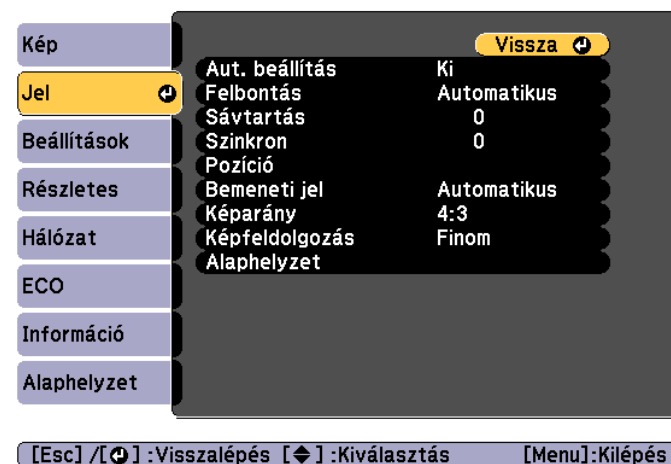 Kép
Jel
Beállítások
Részletes
Hálózat
ECO
Információ
Alaphelyzet
Vissza
Aut. beállítás Ki
Felbontás Automatikus
Sávtartás 0
Szinkron 0
Pozíció
Bemeneti jel Automatikus
Képarány 4:3
Képfeldolgozás Finom
Alaphelyzet
[Esc] /[⏎] :Visszalépés [◆] :Kiválasztás [Menu]:Kilépés